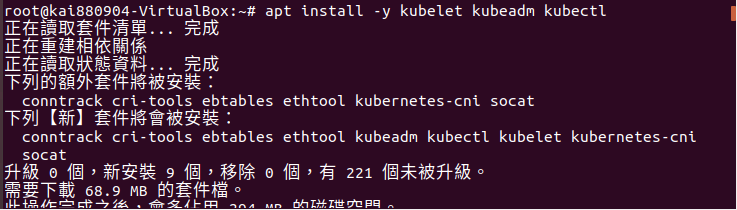 root@kai880904-VirtualBox:~# apt install -y kubelet kubeadm kubectl
正在讀取套件清單... 完成
正在重建相依關係
正在讀取狀態資料... 完成
下列的額外套件將被安裝：
  conntrack cri-tools ebtables ethtool kubernetes-cni socat
下列【新】套件將會被安裝：
  conntrack cri-tools ebtables ethtool kubeadm kubectl kubelet kubernetes-cni
  socat
升級 0 個，新安裝 9 個，移除 0 個，有 221 個未被升級。
需要下載 68.9 MB 的套件檔。
此操作完成之後，會多佔用 294 MB 的磁碟空間。